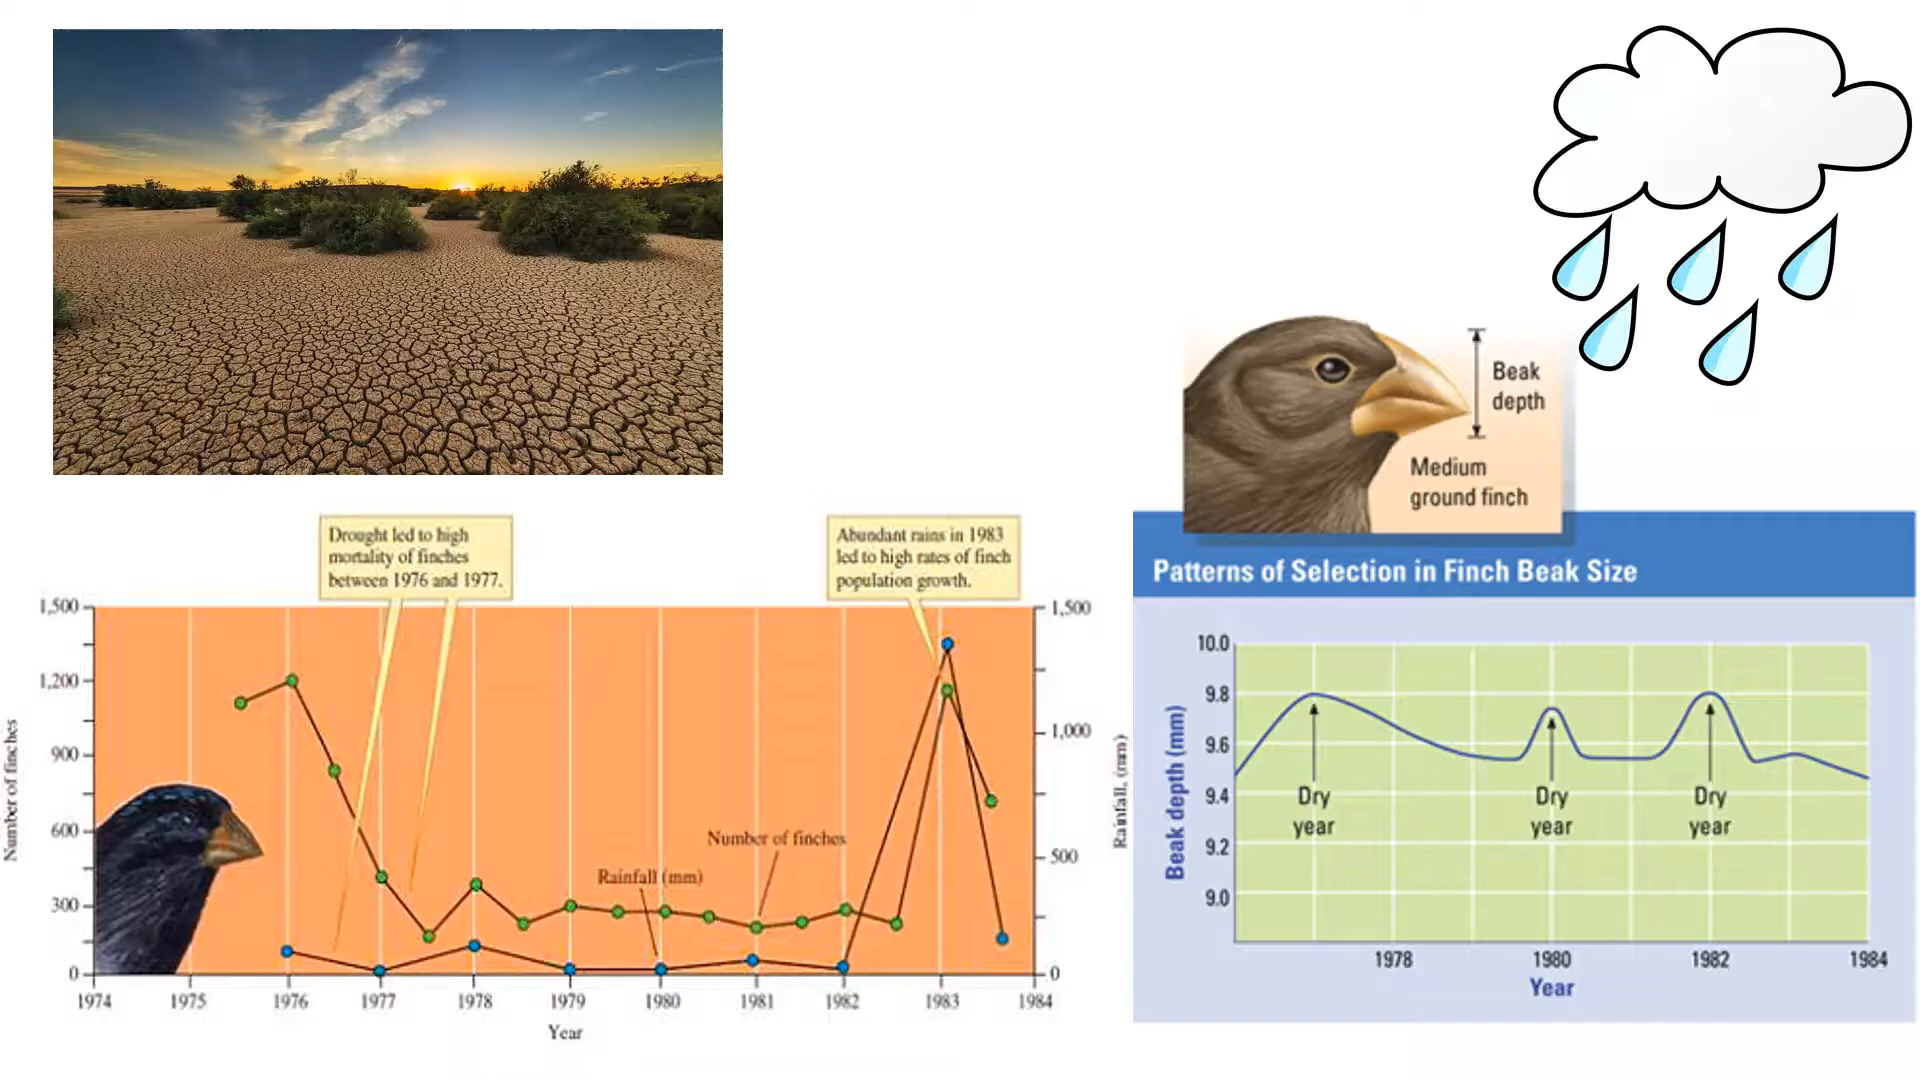 Beak
depth
Medium
ground finch
Drought led to high
mortality of finches
between 1976 and 1977.
Abundant rains in 1983
led to high rates of finch
population growth.
1,500
1,200
900
600
300
0
Number of finches
Number of finches
Rainfall (mm)
1,500
1,000
500
0
Rainfall, (mm)
1974 1975 1976 1977 1978 1979 1980 1981 1982 1983 1984
Year
Patterns of Selection in Finch Beak Size
10.0
9.8
9.6
9.4
9.2
9.0
Beak depth (mm)
Dry
year
Dry
year
Dry
year
1978 1980 1982 1984
Year